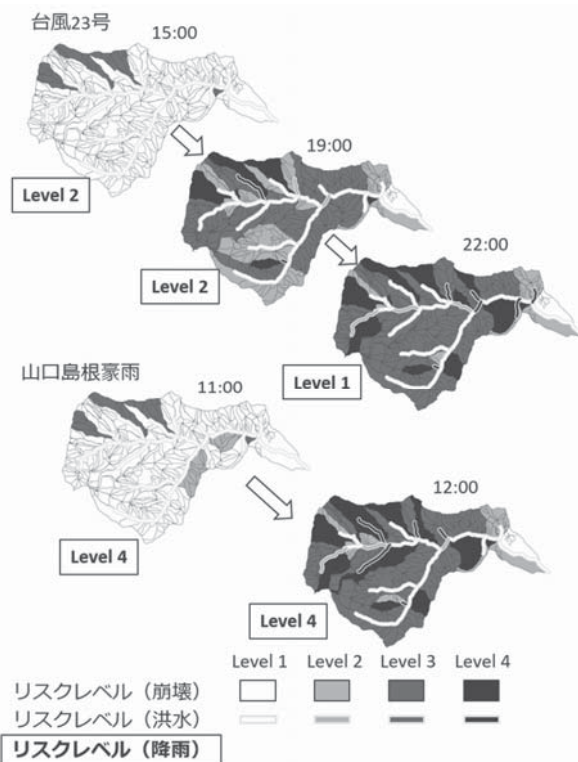 台風23号
15:00
Level 2
19:00
Level 2
22:00
Level 1
山口島根豪雨
11:00
Level 4
12:00
Level 4
Level 1 Level 2 Level 3 Level 4
リスクレベル（崩壊）
リスクレベル（洪水）
リスクレベル（降雨）